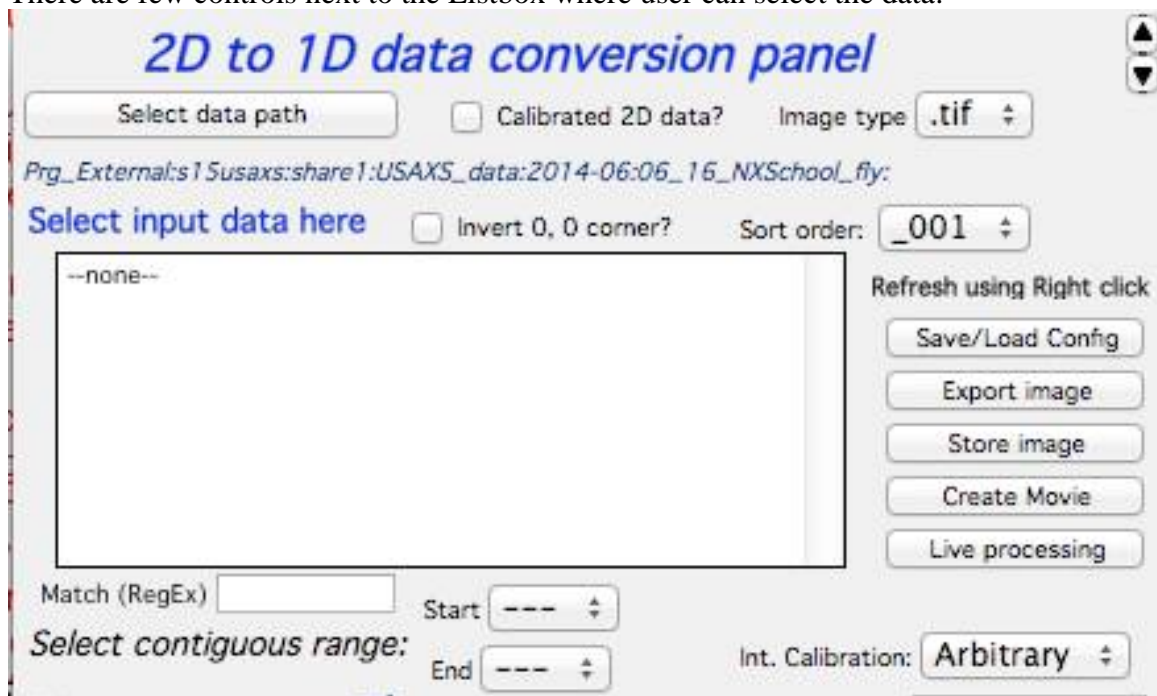 There are few controls next to the Listbox where user can select the data.
2D to 1D data conversion panel
Select data path Calibrated 2D data? Image type .tif
Prg_External:s15usaxs:share1:USAXS_data:2014-06:06_16_NXSchool_fly:
Select input data here Invert 0, 0 corner? Sort order: _001
--none--
Refresh using Right click
Save/Load Config
Export image
Store image
Create Movie
Live processing
Match (RegEx)
Start ---
Select contiguous range:
End --- Int. Calibration: Arbitrary